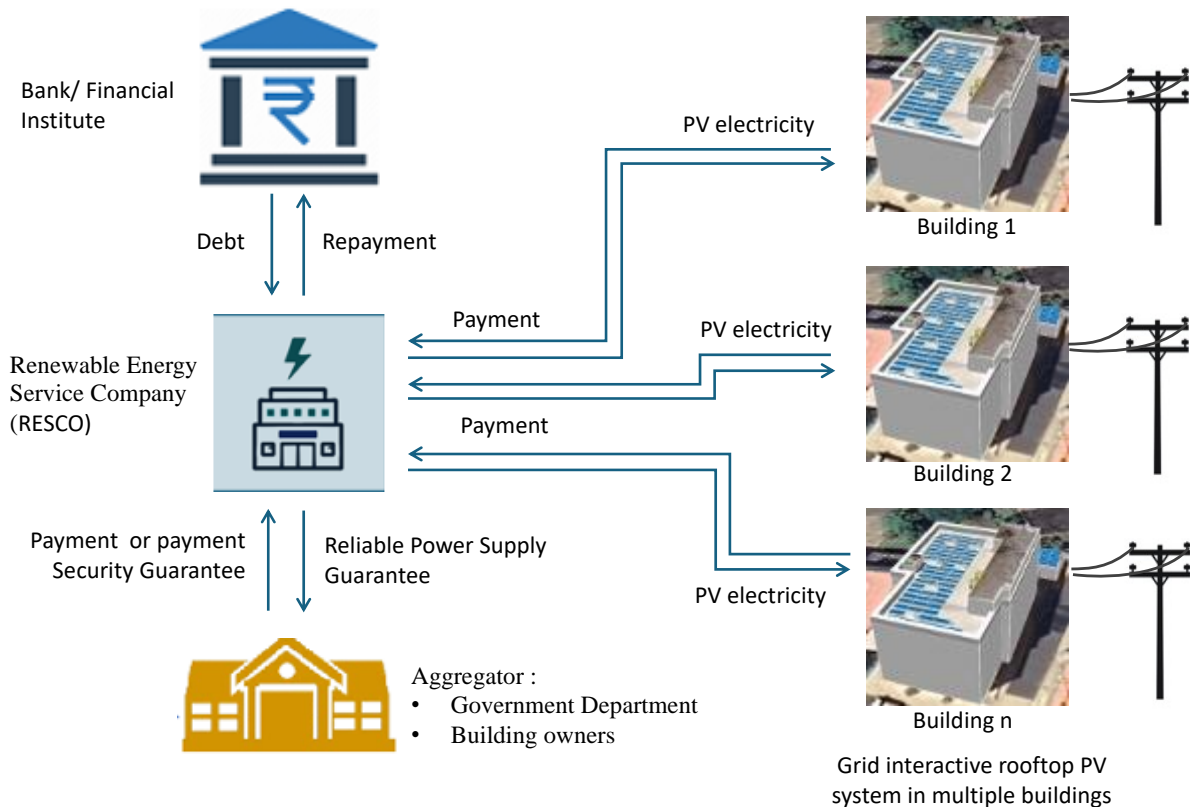 Bank/ Financial
Institute
PV electricity
Building 1
Debt
Repayment
Payment
PV electricity
Renewable Energy
Service Company
(RESCO)
Payment
Building 2
Payment  or payment
Security Guarantee
Reliable Power Supply
Guarantee
PV electricity
Aggregator :
• Government Department
• Building owners
Building n
Grid interactive rooftop PV
system in multiple buildings